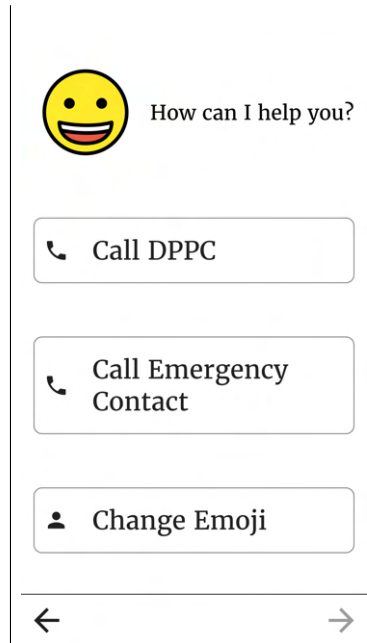 How can I help you?
Call DPPC
Call Emergency
Contact
Change Emoji